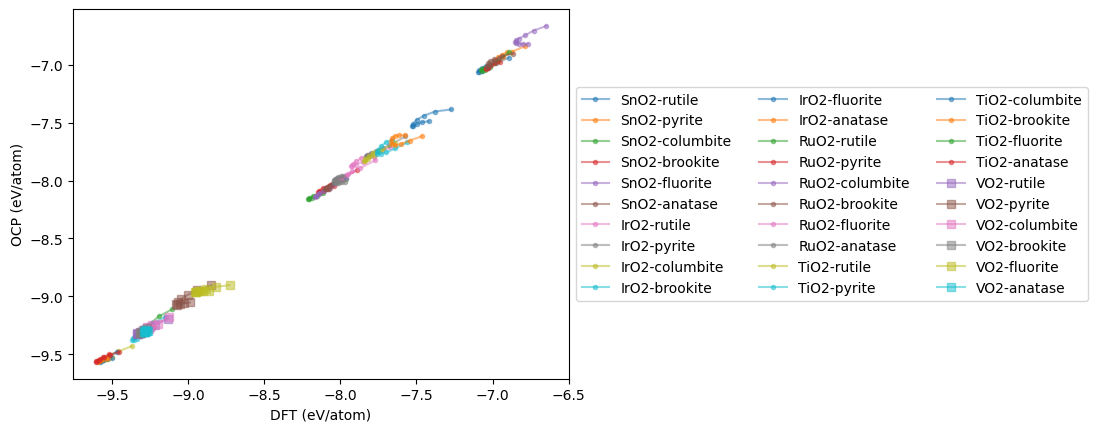 −7.0
−7.5
−8.0
−8.5
−9.0
−9.5
OCP (eV/atom)
−9.5 −9.0 −8.5 −8.0 −7.5 −7.0 −6.5
DFT (eV/atom)
SnO2-rutile
SnO2-pyrite
SnO2-columbite
SnO2-brookite
SnO2-fluorite
SnO2-anatase
IrO2-rutile
IrO2-pyrite
IrO2-columbite
IrO2-brookite
IrO2-fluorite
IrO2-anatase
RuO2-rutile
RuO2-pyrite
RuO2-columbite
RuO2-brookite
RuO2-fluorite
RuO2-anatase
TiO2-rutile
TiO2-pyrite
TiO2-columbite
TiO2-brookite
TiO2-fluorite
TiO2-anatase
VO2-rutile
VO2-pyrite
VO2-columbite
VO2-brookite
VO2-fluorite
VO2-anatase